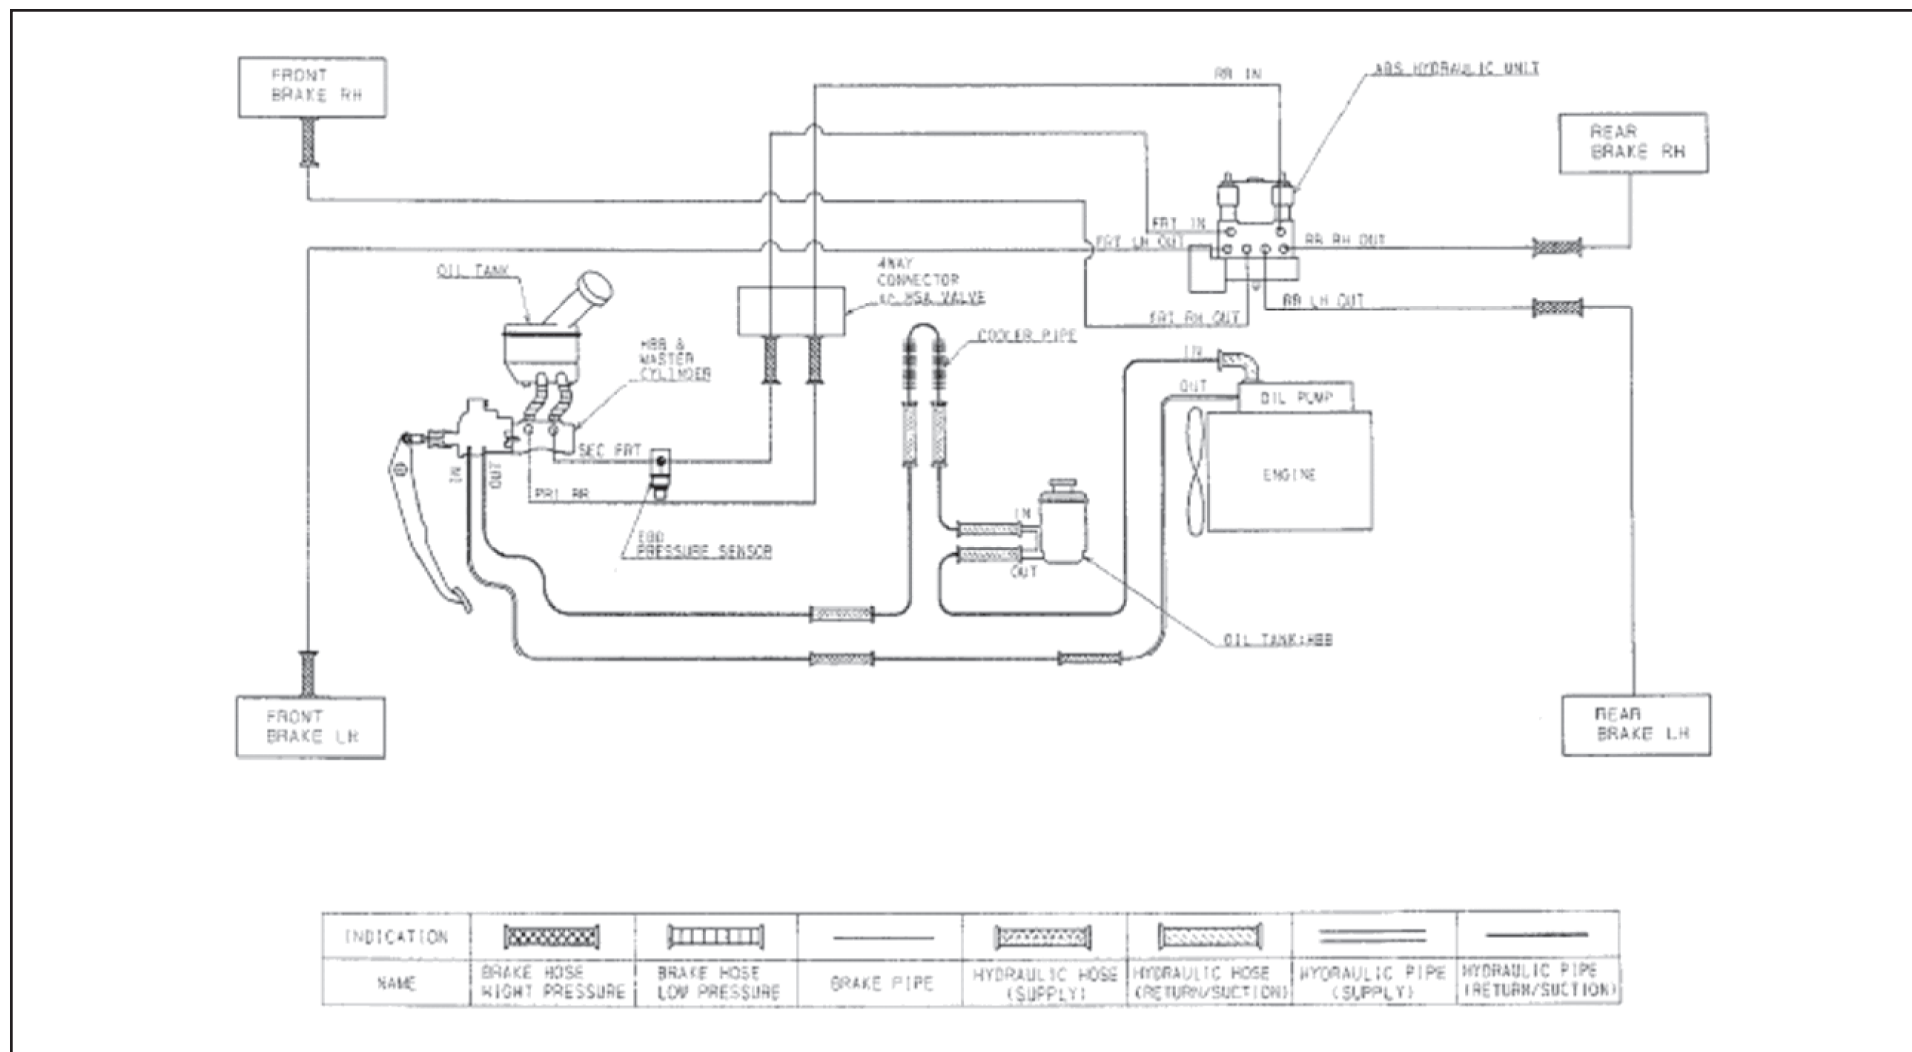 FRONT
BRAKE RH
RR IN
ABS HYDRAULIC UNIT
REAR
BRAKE RH
FRT IN
FRT LH OUT
RR RH OUT
OIL TANK
4WAY
CONNECTOR
or HSA VALVE
RR LH OUT
FRT RH OUT
HBB &
MASTER
CYLINDER
COOLER PIPE
IN
OUT
OIL PUMP
SEC FRT
IN
OUT
PRI RR
ENGINE
IN
EBD
PRESSURE SENSOR
OUT
OIL TANK:HBB
FRONT
BRAKE LH
REAR
BRAKE LH
INDICATION
NAME
BRAKE HOSE
HIGHT PRESSURE
BRAKE HOSE
LOW PRESSURE
BRAKE PIPE
HYDRAULIC HOSE
(SUPPLY)
HYDRAULIC HOSE
(RETURN/SUCTION)
HYDRAULIC PIPE
(SUPPLY)
HYDRAULIC PIPE
(RETURN/SUCTION)